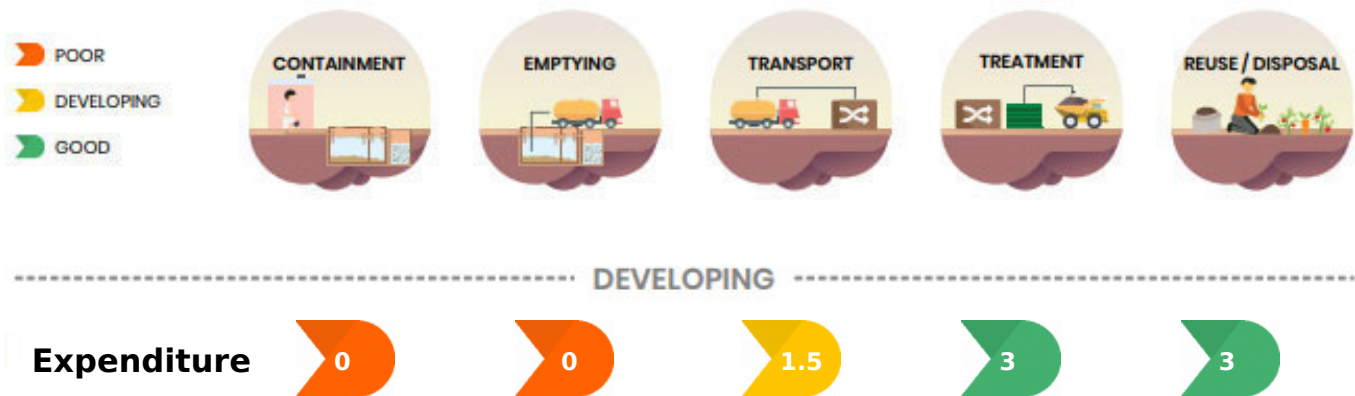 POOR
DEVELOPING
GOOD
CONTAINMENT
EMPTYING
TRANSPORT
TREATMENT
REUSE / DISPOSAL
DEVELOPING
Expenditure 0 0 1.5 3 3